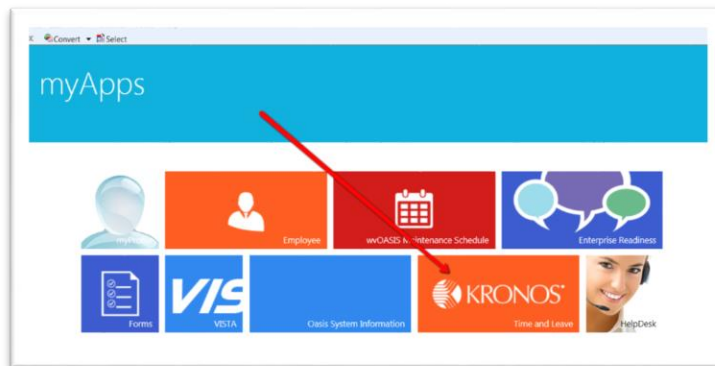 Convert Select
myApps
myProfile
Employee
wvOASIS Maintenance Schedule
Enterprise Readiness
Forms
VIS
VISTA
Oasis System Information
KRONOS
Time and Leave
HelpDesk